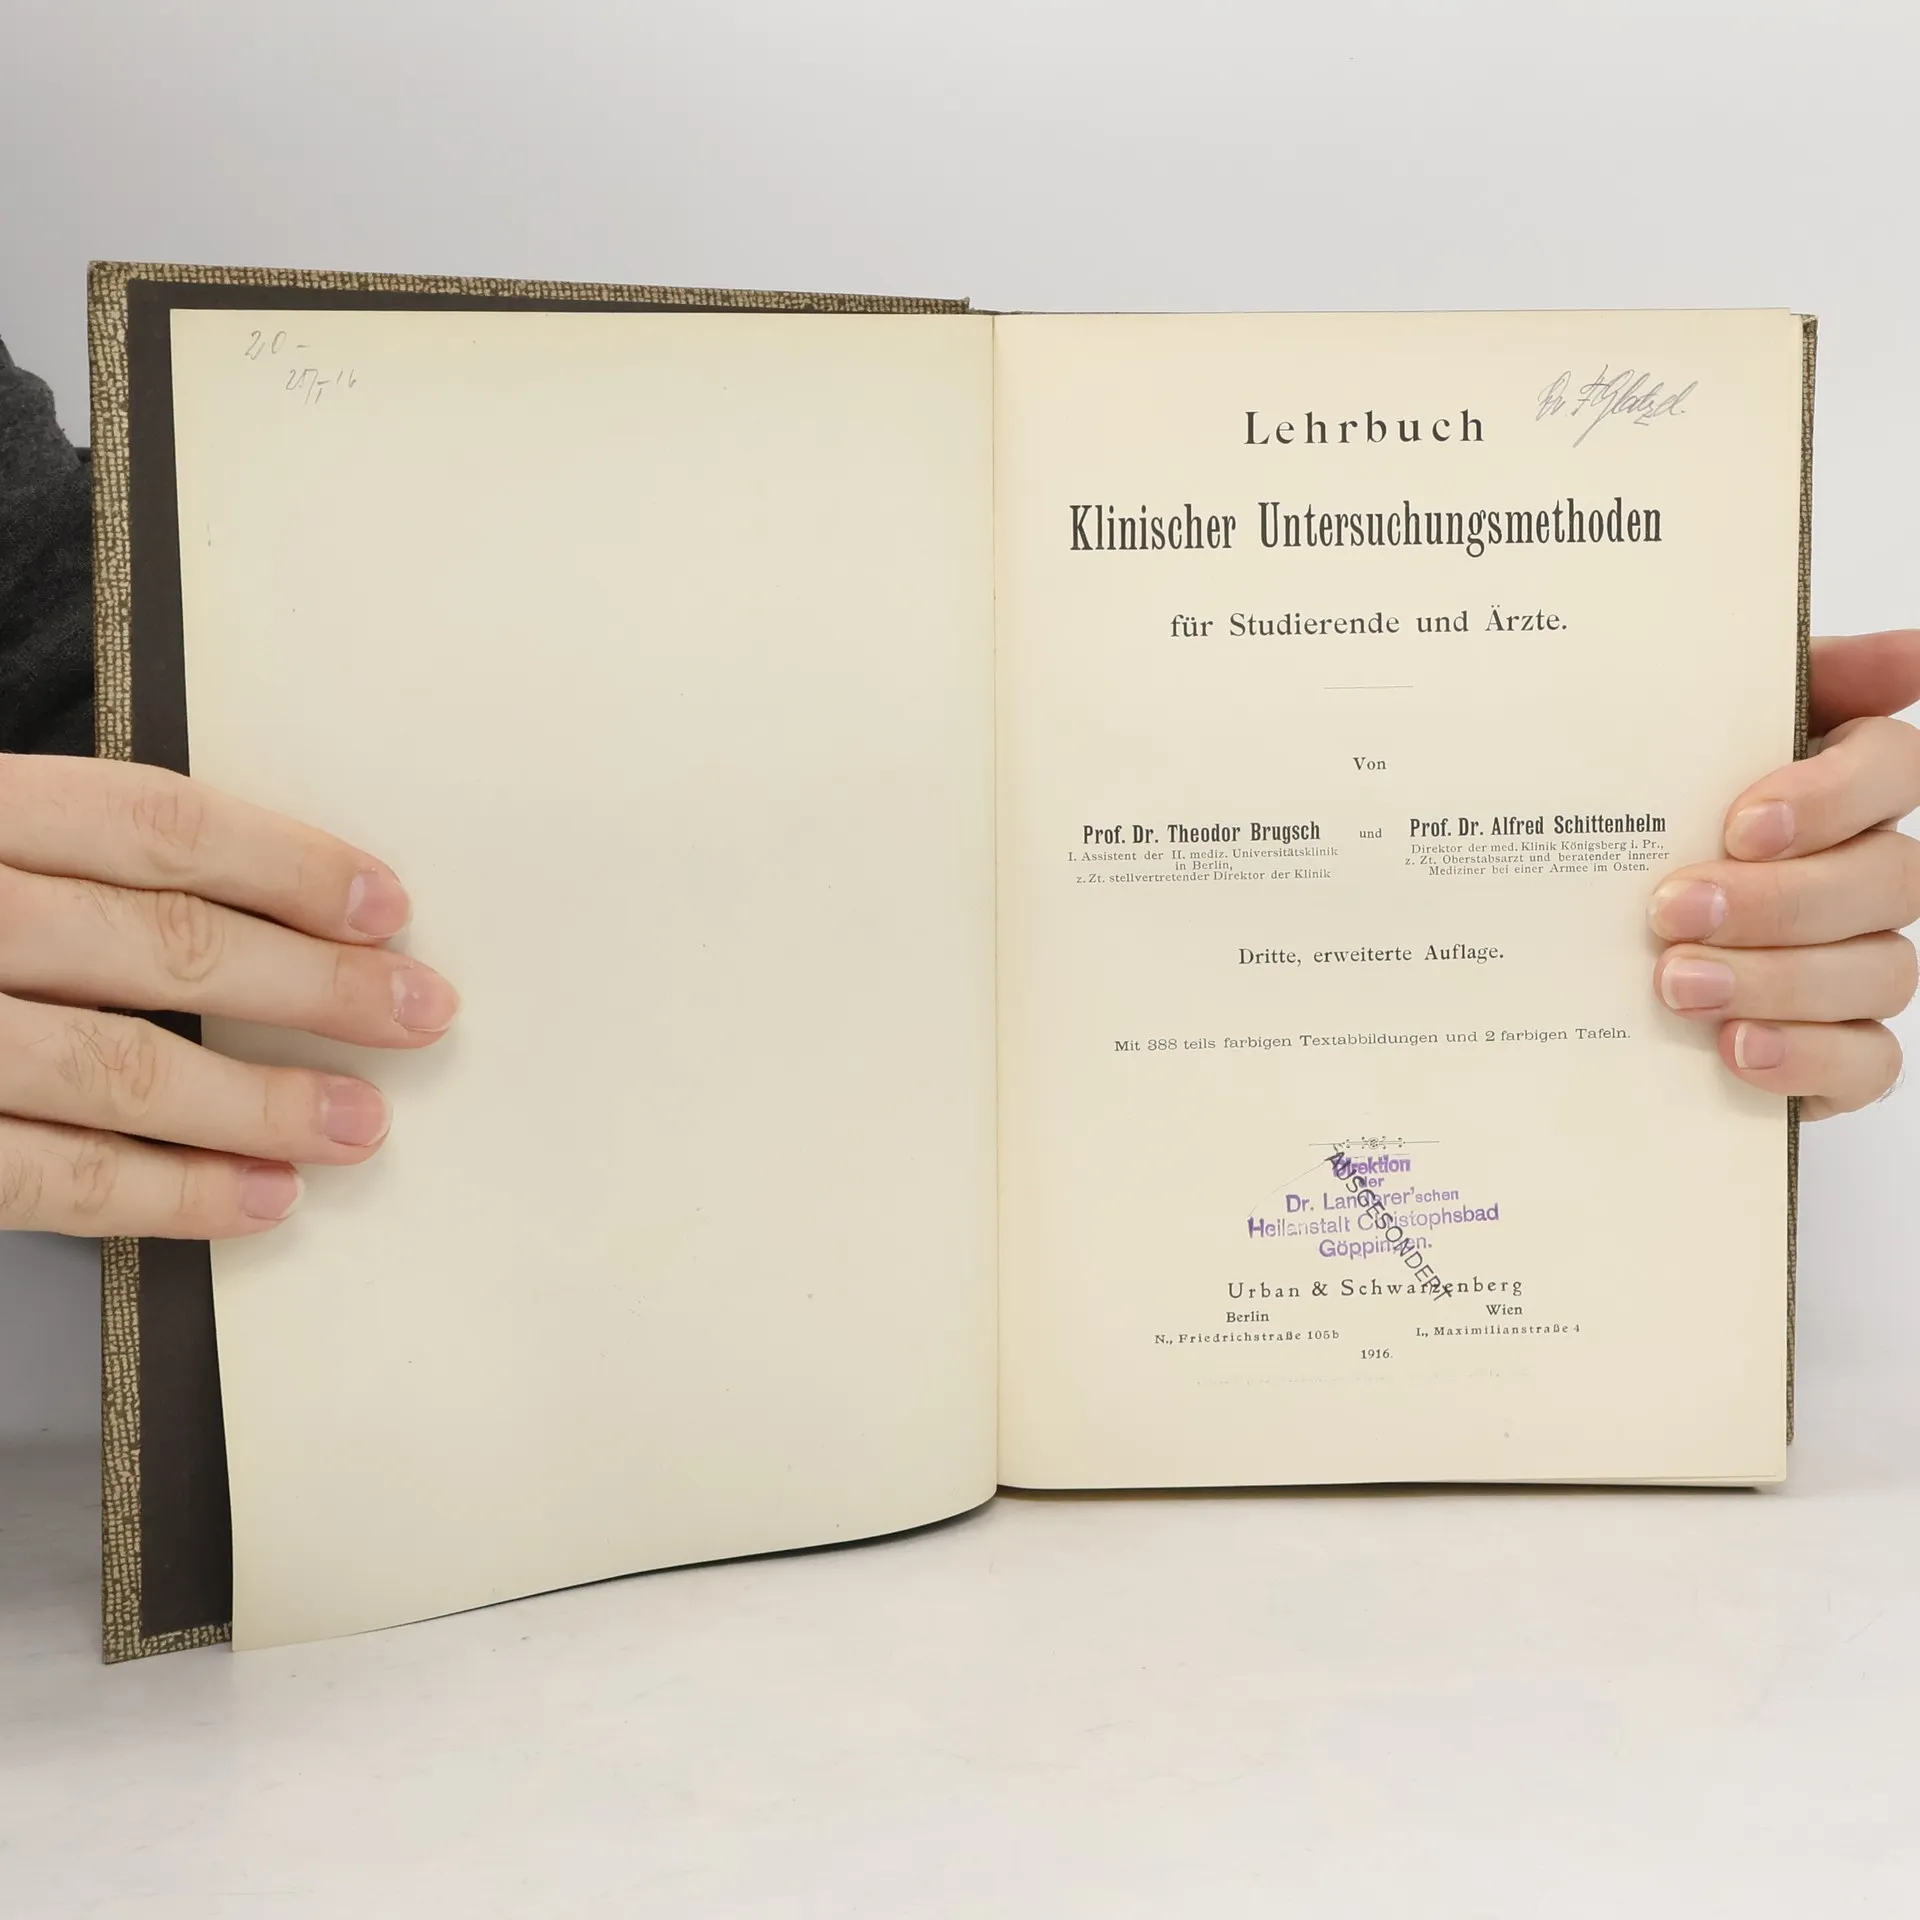 20 -
Lehrbuch
Klinischer Untersuchungsmethoden
für Studierende und Ärzte.
Von
Prof. Dr. Theodor Brugsch
I. Assistent der II. mediz. Universitätsklinik
in Berlin,
z. Zt. stellvertretender Direktor der Klinik
und
Prof. Dr. Alfred Schittenhelm
Direktor der med. Klinik Königsberg i. Pr.,
z. Zt. Oberstabsarzt und beratender innerer
Mediziner bei einer Armee im Osten.
Dritte, erweiterte Auflage.
Mit 388 teils farbigen Textabbildungen und 2 farbigen Tafeln.
Direktion
der
Dr. Landerer'schen
Heilanstalt Christophsbad
Göppingen.
AUSGESONDERT
Urban & Schwarzenberg
Berlin
N., Friedrichstraße 105b
Wien
I., Maximilianstraße 4
1916.